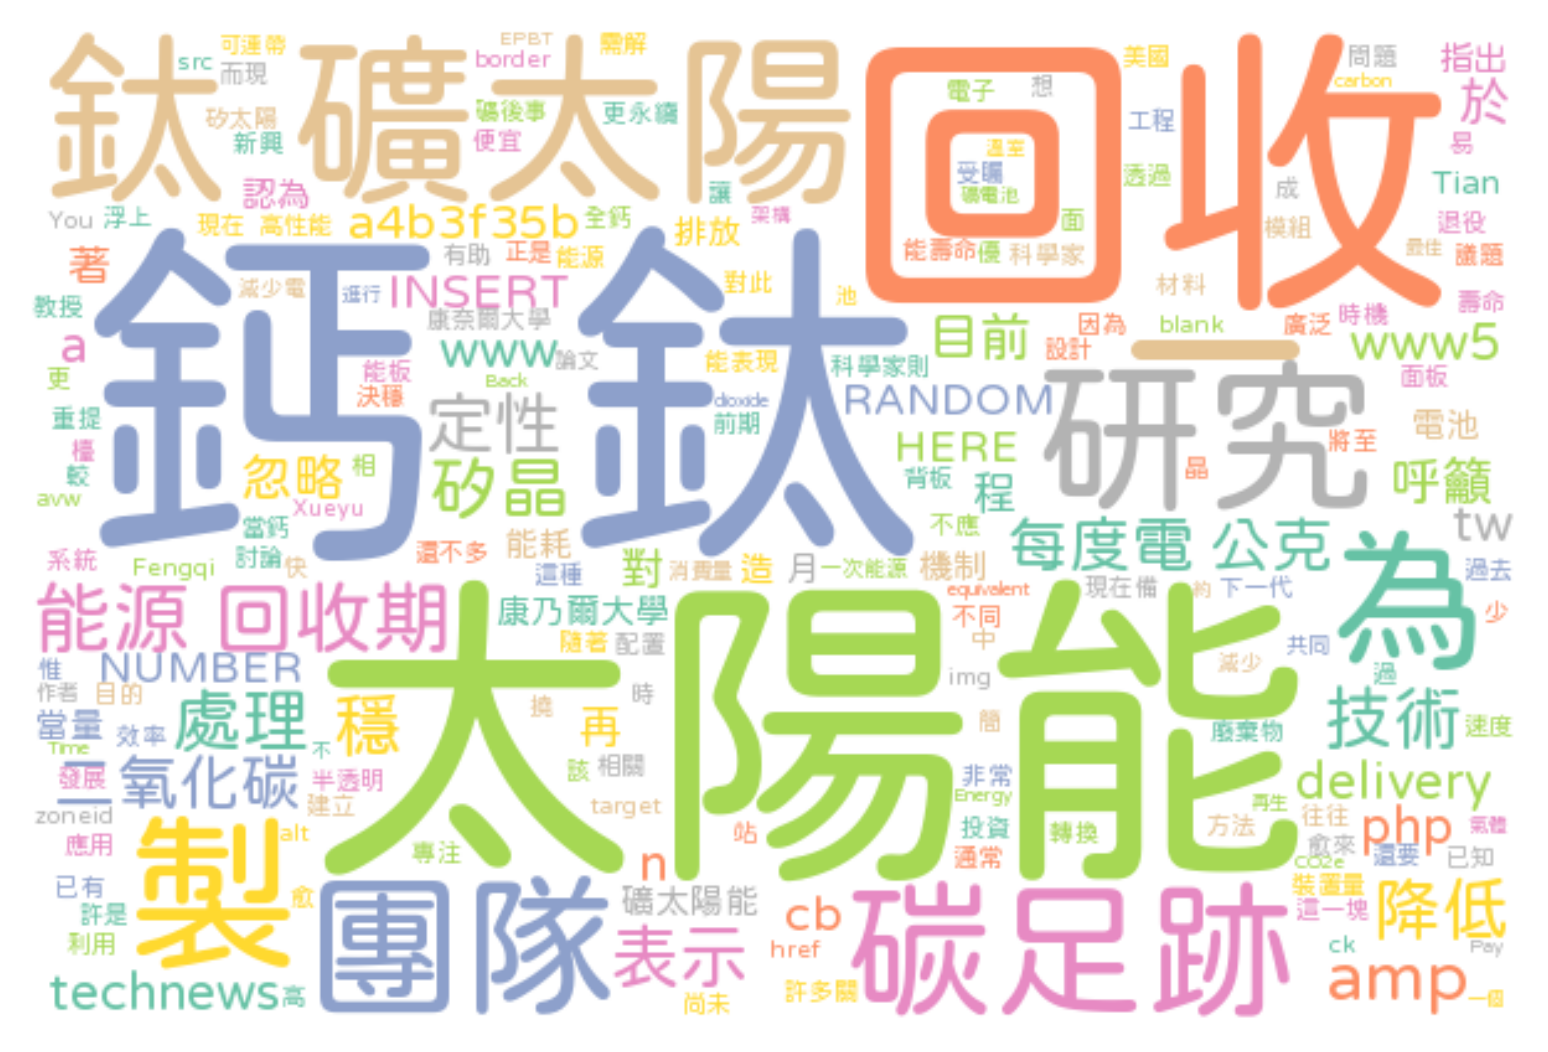 鈦礦太陽
回收
src
可連帶
而現
EPBT
border
需解
矽太陽
新興
礦後事
便宜
更永續
電子
想
美國
問題
carbon
指出
於
工程
溫室
受矚
礦電池
透過
易
認為
讓
架構
成
Tian
You
浮上
現在
高性能
a4b3f35b
全鈣
排放
面
模組
退役
著
有助
正是
能源
能壽命
優
科學家
最佳
議題
鈣鈦
減少電
進行
INSERT
對此
池
材料
壽命
教授
康奈爾大學
目前
因為
blank
廣泛
時機
a
www
論文
能表現
科學家則
設計
一
www5
更
能板
Back
面板
決穩
定性
dioxide
前期
RANDOM
研究
重提
電池
檯
較
忽略
相
矽晶
HERE
背板
程
晶
將至
呼籲
avw
Xueyu
當鈣
不應
tw
系統
Fengqi
討論
快
還不多
能耗
這種
對
消費量
造
月
一次能源
機制
每度電
公克
為
過去
能源
回收期
康乃爾大學
equivalent
現在備
約
下一代
不同
少
惟
NUMBER
隨著
配置
中
共同
作者
目的
太陽能
時
img
減少
過
當量
效率
處理
不
穩
撓
再
簡
廢棄物
技術
速度
Time
發展
二氧化碳
半透明
該
相關
非常
delivery
zoneid
建立
target
Energy
再生
應用
製
alt
專注
站
投資
轉換
方法
往往
php
氣體
n
通常
愈來
還要
已知
CO2e
已有
愈
團隊
礦太陽能
cb
碳足跡
裝置量
這一塊
降低
許是
利用
表示
href
ck
Pay
technews
高
尚未
許多關
amp
一個